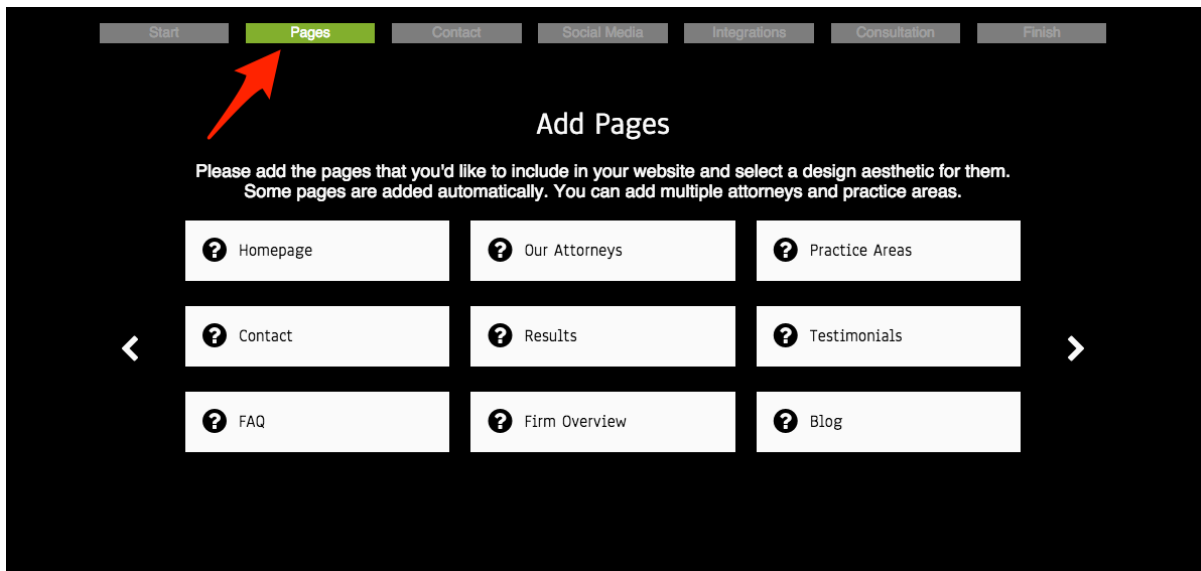 Start
Pages
Contact
Social Media
Integrations
Consultation
Finish
Add Pages
Please add the pages that you'd like to include in your website and select a design aesthetic for them.
Some pages are added automatically. You can add multiple attorneys and practice areas.
Homepage
Our Attorneys
Practice Areas
Contact
Results
Testimonials
FAQ
Firm Overview
Blog